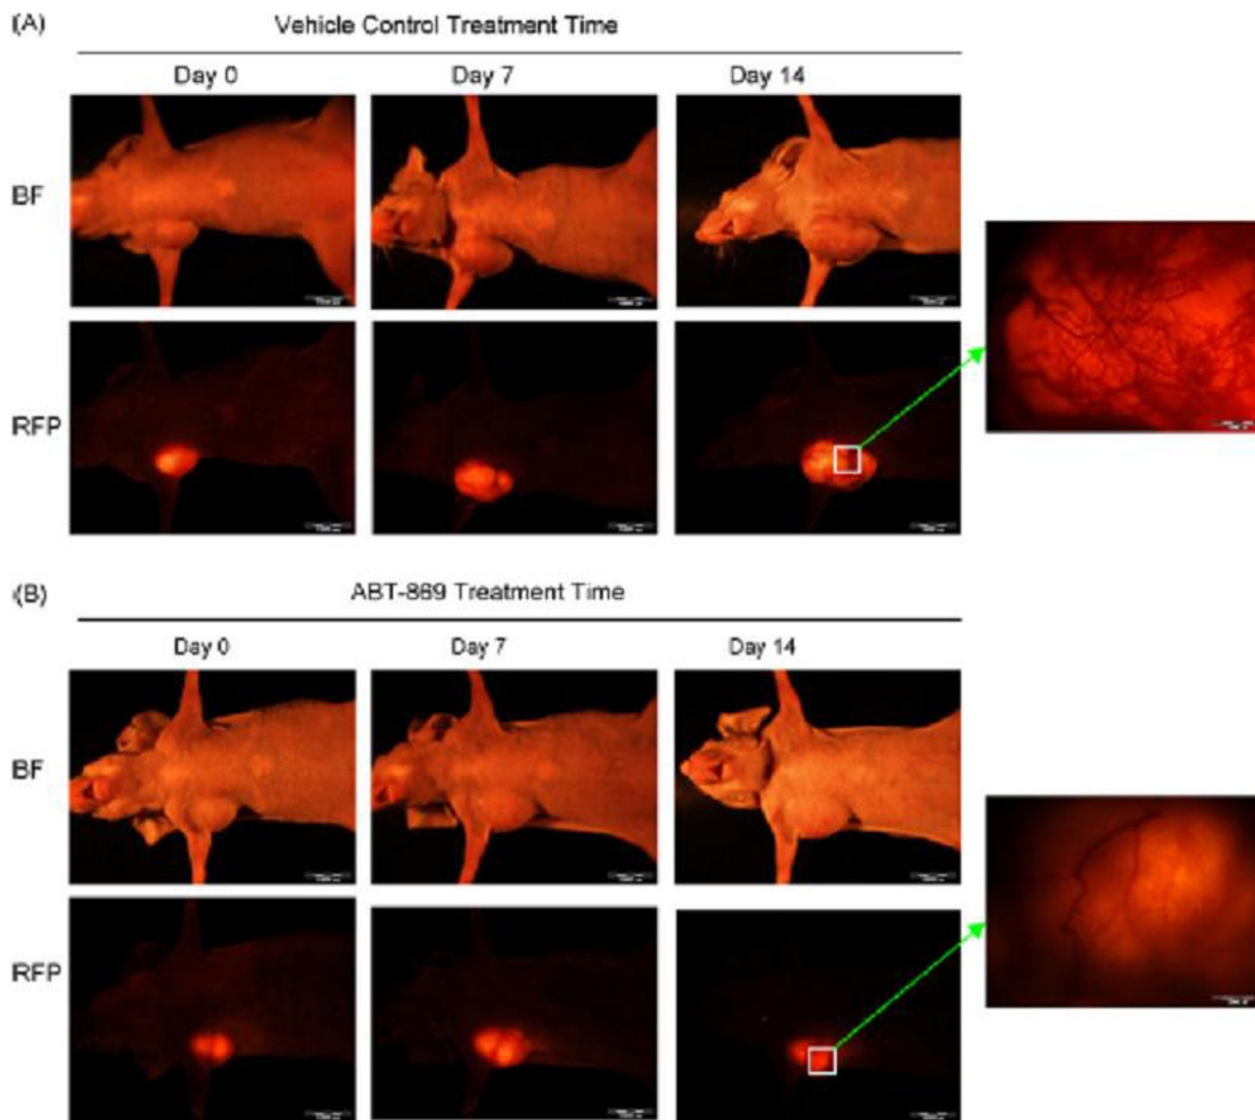 (A)
Vehicle Control Treatment Time
Day 0 Day 7 Day 14
BF
RFP
(B)
ABT-869 Treatment Time
Day 0 Day 7 Day 14
BF
RFP